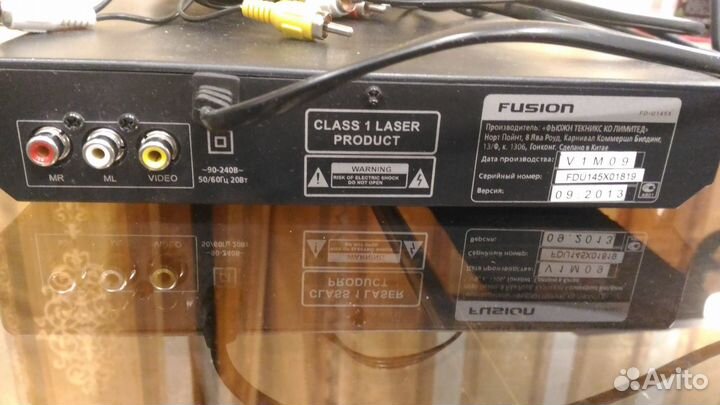 FUSION
FD-U145X
CLASS 1 LASER
PRODUCT
Производитель: «ФЬЮЖН ТЕКНИКС КО ЛИМИТЕД»
Норт Пойнт, 8 Ява Роуд, Карнивал Коммершл Билдинг,
13/Ф, к. 1306, Гонконг. Сделано в Китае
Дата производства: V1M09
WARNING
RISK OF ELECTRIC SHOCK
DO NOT OPEN
Серийный номер: FDU145X01819
Версия: 09.2013
MR
ML
VIDEO
~90-240В~
50/60Гц 20Вт
Avito